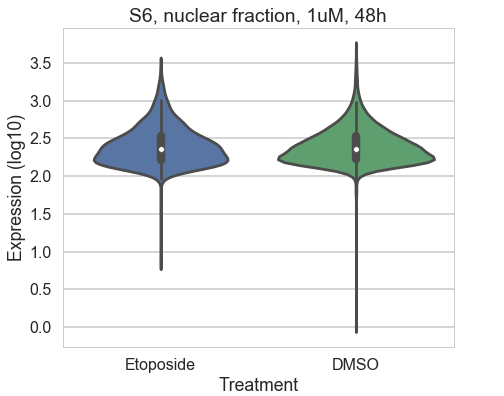 S6, nuclear fraction, 1uM, 48h
Expression (log10)
3.5
3.0
2.5
2.0
1.5
1.0
0.5
0.0
Etoposide DMSO
Treatment